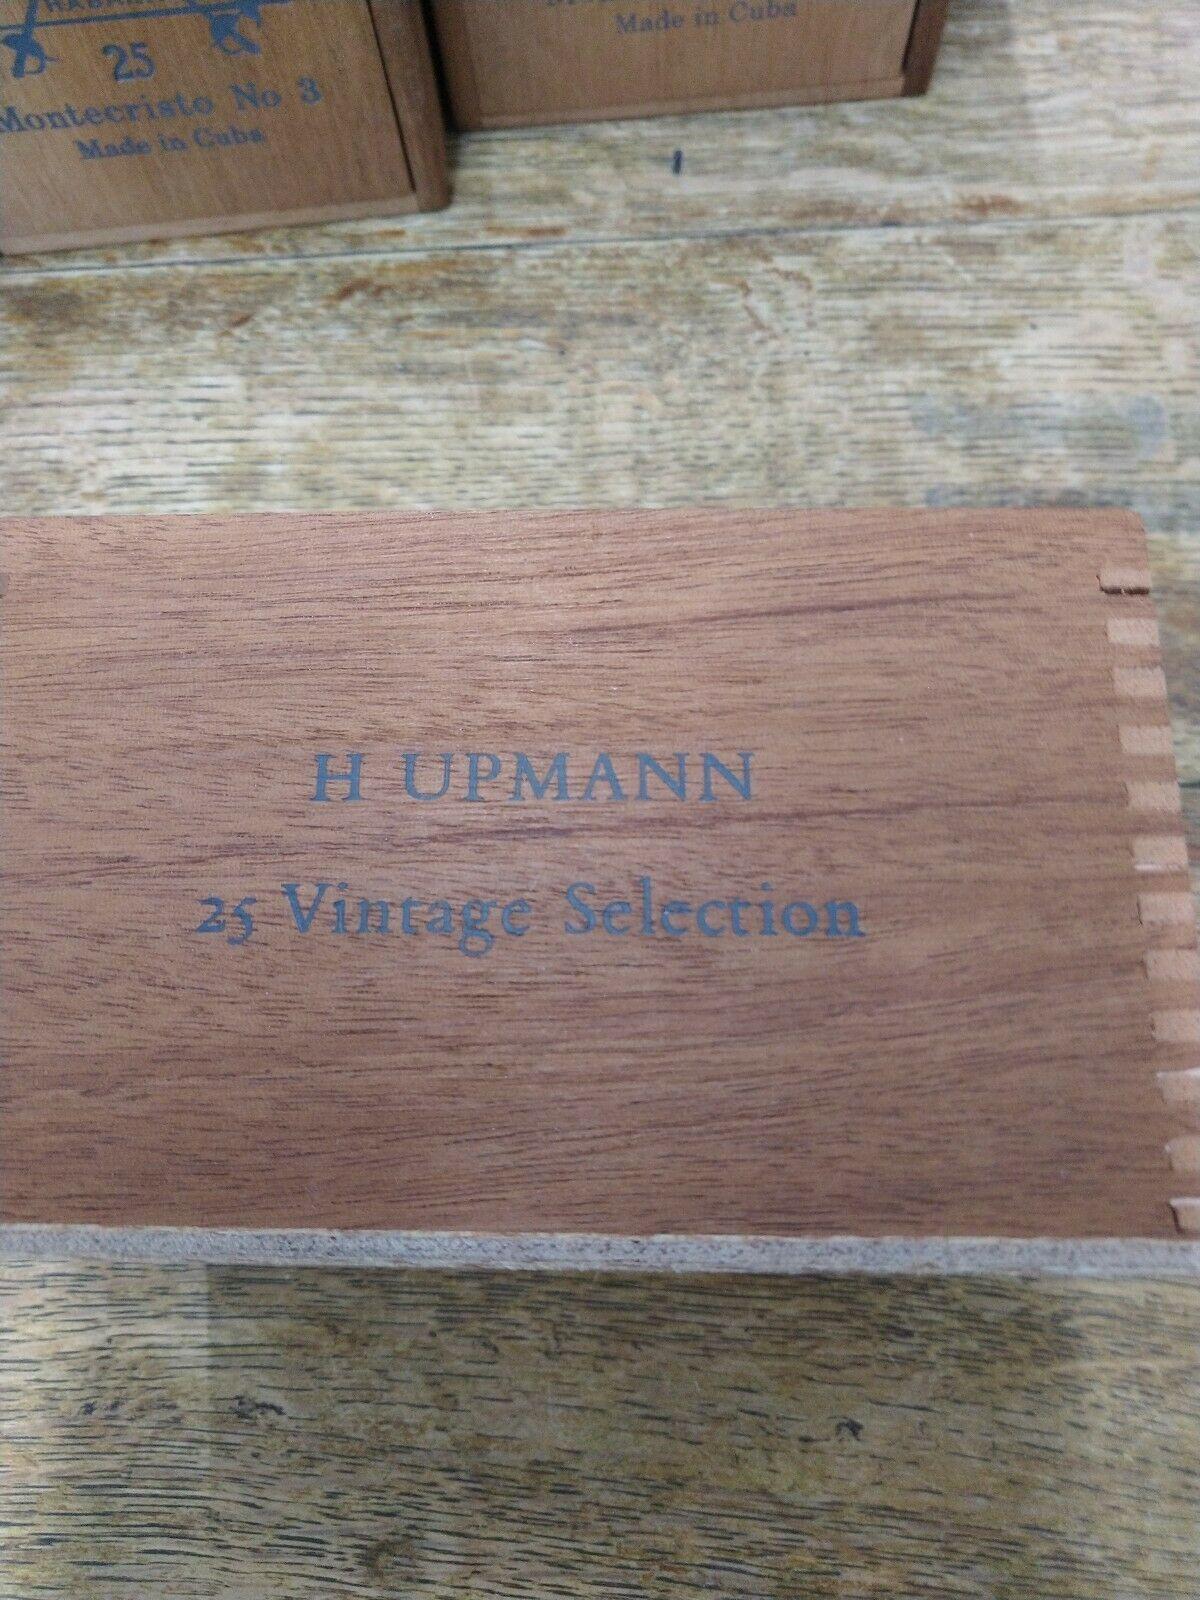 25
Montecristo No 3
Made in Cuba
Made in Cuba
H UPMANN
25 Vintage Selection